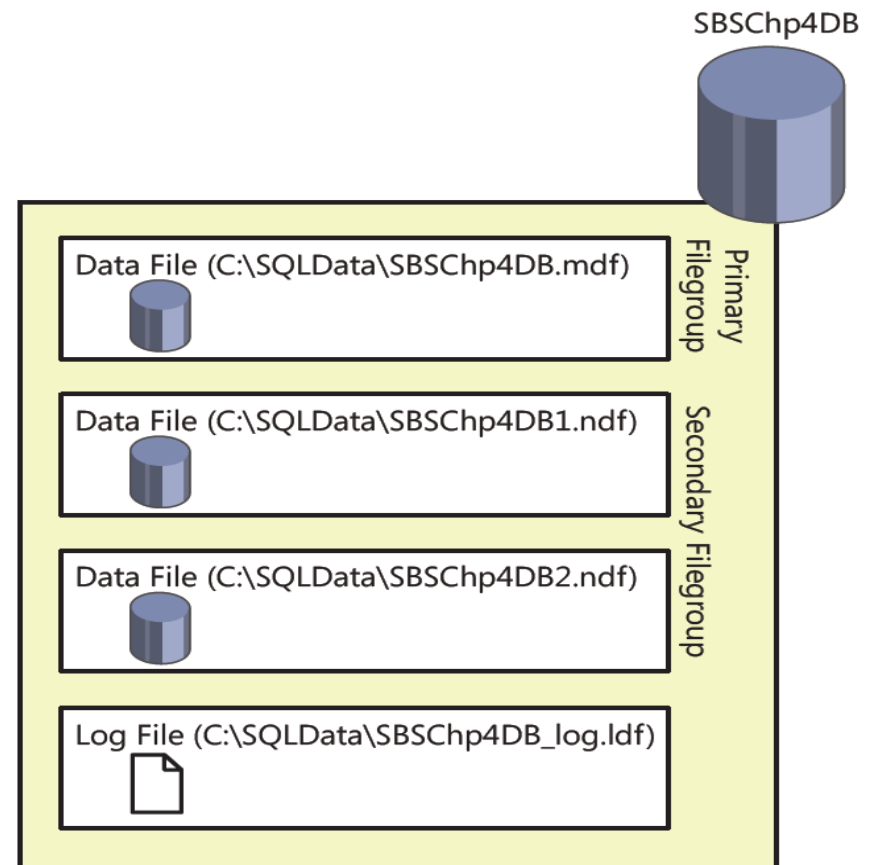 SBSChp4DB
Data File (C:\SQLData\SBSChp4DB.mdf)
Primary
Filegroup
Data File (C:\SQLData\SBSChp4DB1.ndf)
Data File (C:\SQLData\SBSChp4DB2.ndf)
Secondary Filegroup
Log File (C:\SQLData\SBSChp4DB_log.ldf)